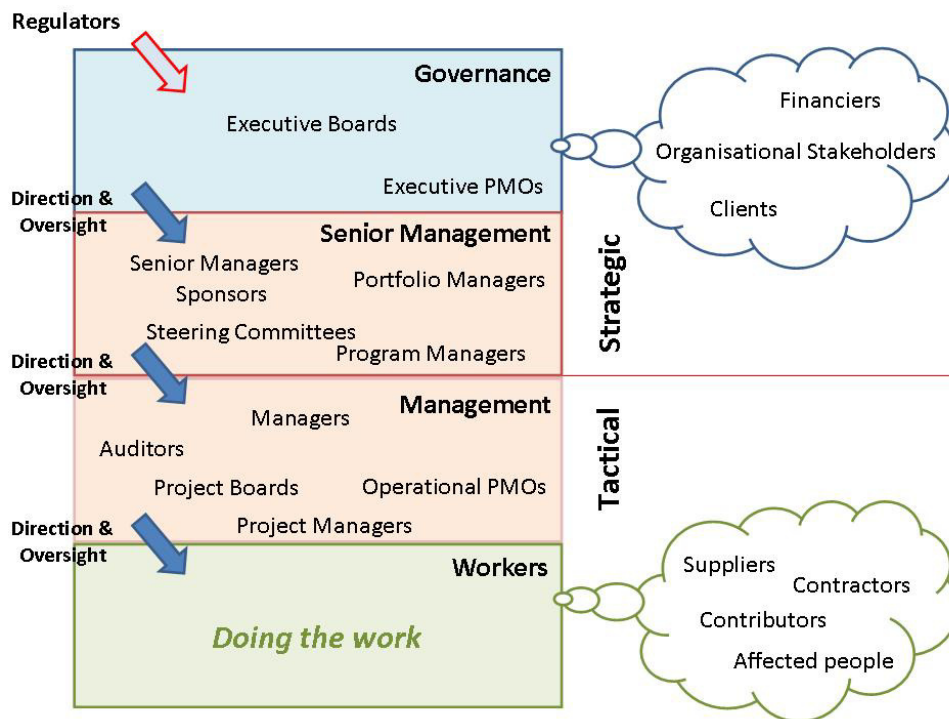 Regulators
Governance
Executive Boards
Executive PMOs
Financiers
Organisational Stakeholders
Clients
Direction &
Oversight
Senior Management
Senior Managers
Sponsors
Portfolio Managers
Steering Committees
Program Managers
Strategic
Direction &
Oversight
Management
Managers
Auditors
Project Boards
Operational PMOs
Project Managers
Tactical
Direction &
Oversight
Workers
Doing the work
Suppliers
Contractors
Contributors
Affected people